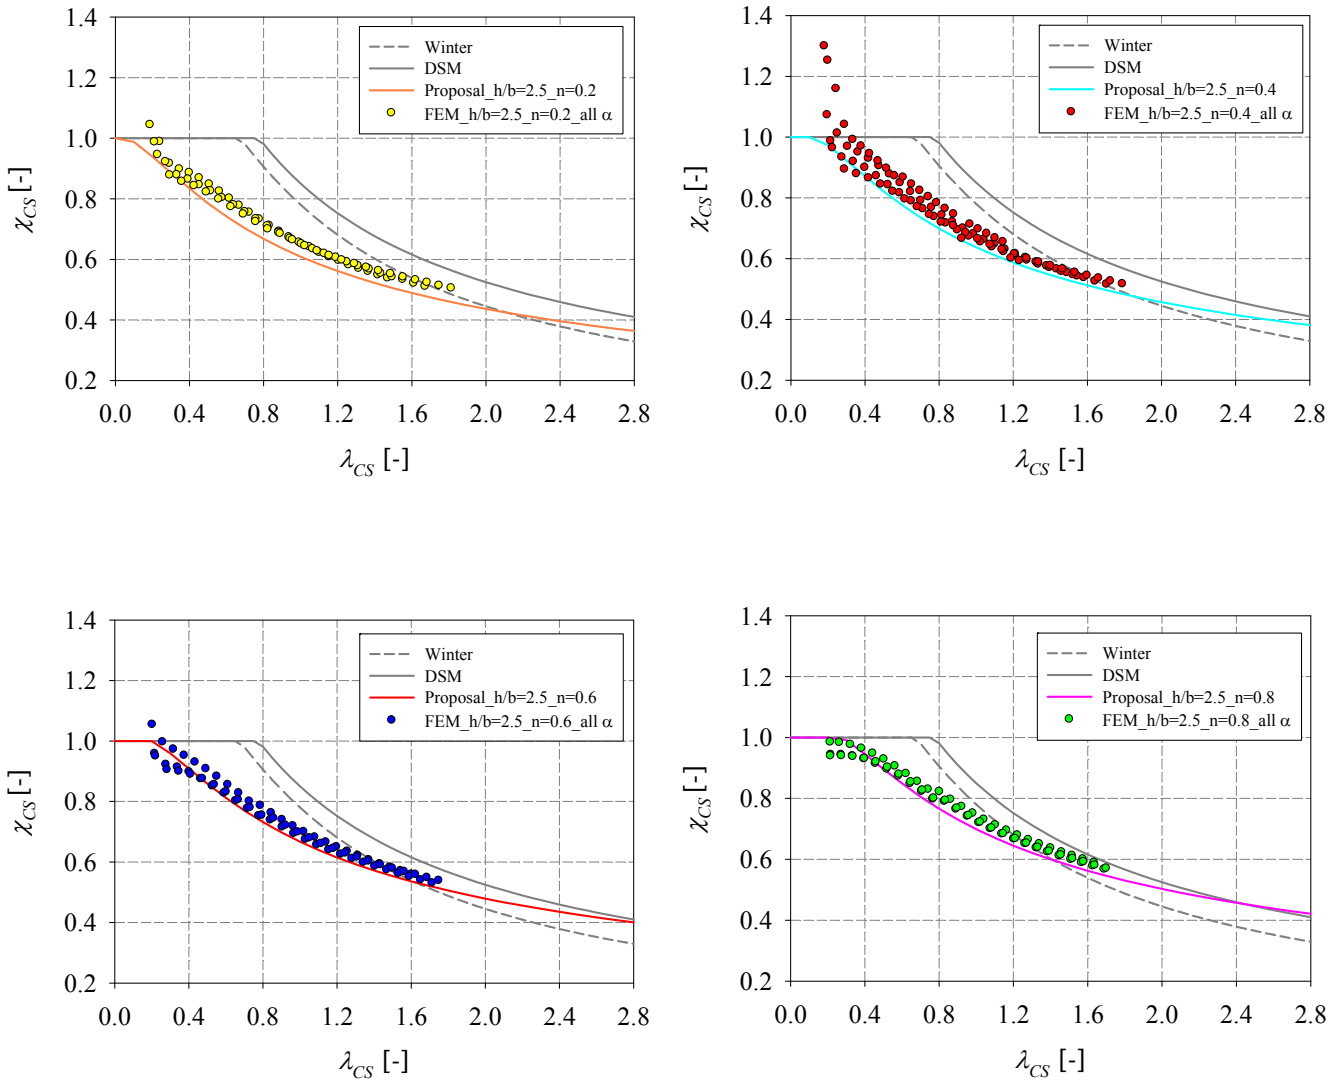 1.4
1.2
1.0
0.8
0.6
0.4
0.2
χCS [-]
Winter
DSM
Proposal_h/b=2.5_n=0.2
FEM_h/b=2.5_n=0.2_all α
0.0 0.4 0.8 1.2 1.6 2.0 2.4 2.8
λCS [-]
1.4
1.2
1.0
0.8
0.6
0.4
0.2
χCS [-]
Winter
DSM
Proposal_h/b=2.5_n=0.4
FEM_h/b=2.5_n=0.4_all α
0.0 0.4 0.8 1.2 1.6 2.0 2.4 2.8
λCS [-]
1.4
1.2
1.0
0.8
0.6
0.4
0.2
χCS [-]
Winter
DSM
Proposal_h/b=2.5_n=0.6
FEM_h/b=2.5_n=0.6_all α
0.0 0.4 0.8 1.2 1.6 2.0 2.4 2.8
λCS [-]
1.4
1.2
1.0
0.8
0.6
0.4
0.2
χCS [-]
Winter
DSM
Proposal_h/b=2.5_n=0.8
FEM_h/b=2.5_n=0.8_all α
0.0 0.4 0.8 1.2 1.6 2.0 2.4 2.8
λCS [-]